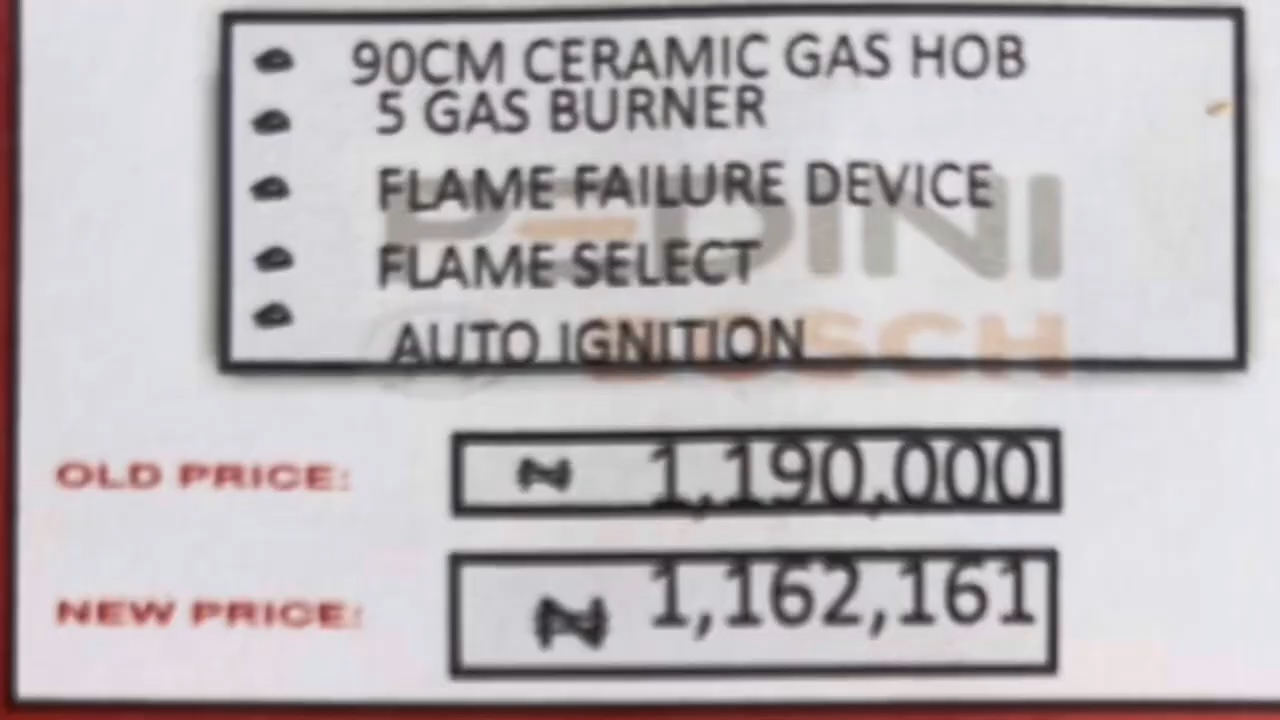 90CM CERAMIC GAS HOB
5 GAS BURNER
FLAME FAILURE DEVICE
FLAME SELECT
AUTO IGNITION
PEDINI
BOSCH
OLD PRICE: ₦ 1,190,000
NEW PRICE: ₦ 1,162,161